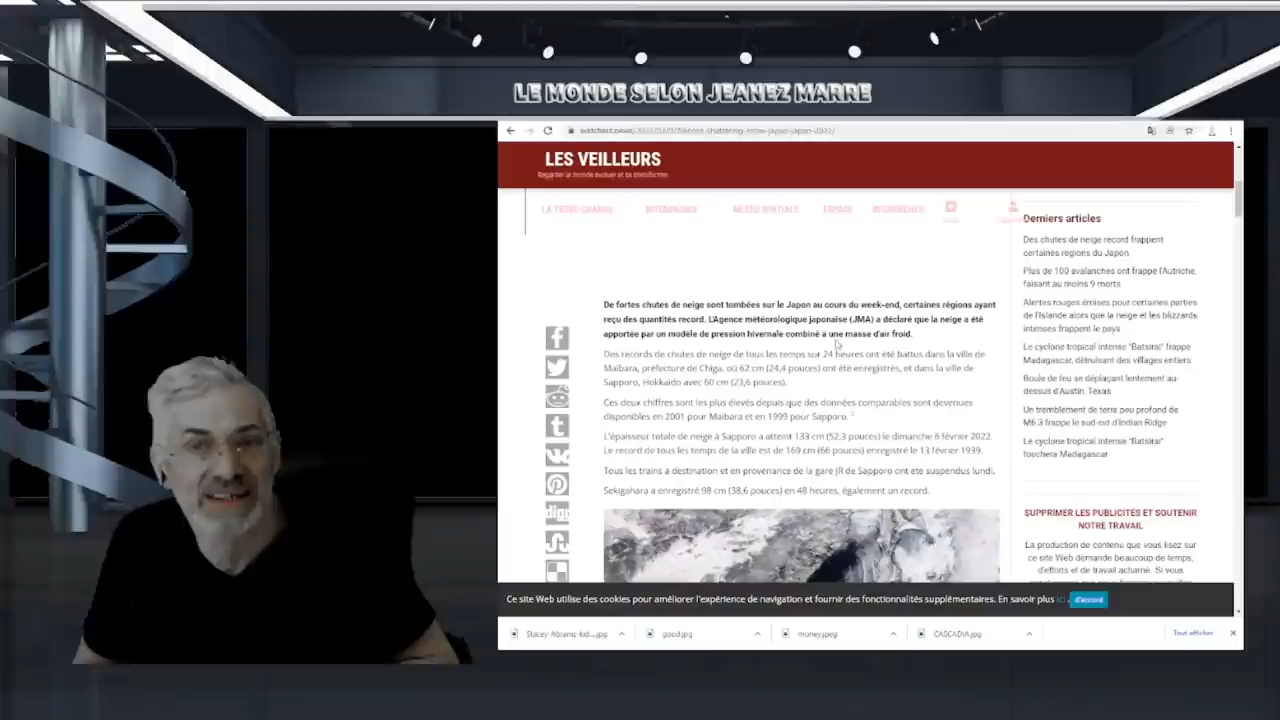 LE MONDE SELON JEANEZ MARRE
LES VEILLEURS
Regarder le monde évoluer et se transformer
LA TERRE CHANGE
INTEMPÉRIES
MÉTÉO SPATIALE
ESPACE
RECHERCHER
De fortes chutes de neige sont tombées sur le Japon au cours du week-end, certaines régions ayant
reçu des quantités record. L'Agence météorologique japonaise (JMA) a déclaré que la neige a été
apportée par un modèle de pression hivernale combiné à une masse d'air froid.
Des records de chutes de neige de tous les temps sur 24 heures ont été battus dans la ville de
Maibara, préfecture de Chiga, où 62 cm (24,4 pouces) ont été enregistrés, et dans la ville de
Sapporo, Hokkaido avec 60 cm (23,6 pouces).
Ces deux chiffres sont les plus élevés depuis que des données comparables sont devenues
disponibles en 2001 pour Maibara et en 1999 pour Sapporo.
L'épaisseur totale de neige à Sapporo a atteint 133 cm (52,3 pouces) le dimanche 6 février 2022.
Le record de tous les temps de la ville est de 169 cm (66 pouces) enregistré le 13 février 1939.
Tous les trains à destination et en provenance de la gare JR de Sapporo ont été suspendus lundi.
Sekigahara a enregistré 98 cm (38,6 pouces) en 48 heures, également un record.
digg
Derniers articles
Des chutes de neige record frappent
certaines régions du Japon
Plus de 100 avalanches ont frappé l'Autriche,
faisant au moins 9 morts
Alertes rouges émises pour certaines parties
de l'Islande alors que la neige et les blizzards
intenses frappent le pays
Le cyclone tropical intense "Batsirai" frappe
Madagascar, détruisant des villages entiers
Boule de feu se déplaçant lentement au-
dessus d'Austin, Texas
Un tremblement de terre peu profond de
M6.3 frappe le sud-est d'Indian Ridge
Le cyclone tropical intense "Batsirai"
touchera Madagascar
SUPPRIMER LES PUBLICITÉS ET SOUTENIR
NOTRE TRAVAIL
La production de contenu que vous lisez sur
ce site Web demande beaucoup de temps,
d'efforts et de travail acharné. Si vous
Ce site Web utilise des cookies pour améliorer l'expérience de navigation et fournir des fonctionnalités supplémentaires. En savoir plus ici . d'accord
Stacey-Abrams-kid....jpg
good.jpg
money.jpeg
CASCADIA.jpg
Tout afficher